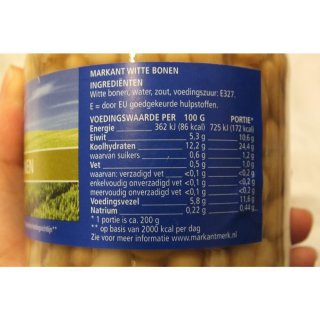 MARKANT WITTE BONEN
INGREDIËNTEN
Witte bonen, water, zout, voedingszuur: E327.
E = door EU goedgekeurde hulpstoffen.
VOEDINGSWAARDE PER 100 G PORTIE*
Energie 362 kJ (86 kcal) 725 kJ (172 kcal)
Eiwit 5,3 g 10,6 g
Koolhydraten 12,2 g 24,4 g
waarvan suikers 0,6 g 1,2 g
Vet 0,5 g 1,0 g
waarvan: verzadigd vet <0,1 g <0,2 g
enkelvoudig onverzadigd vet <0,1 g <0,2 g
meervoudig onverzadigd vet <0,1 g <0,2 g
Voedingsvezel 5,8 g 11,6 g
Natrium 0,22 g 0,44 g
* 1 portie is ca. 200 g
** op basis van 2000 kcal per dag
Zie voor meer informatie www.markantmerk.nl
EN